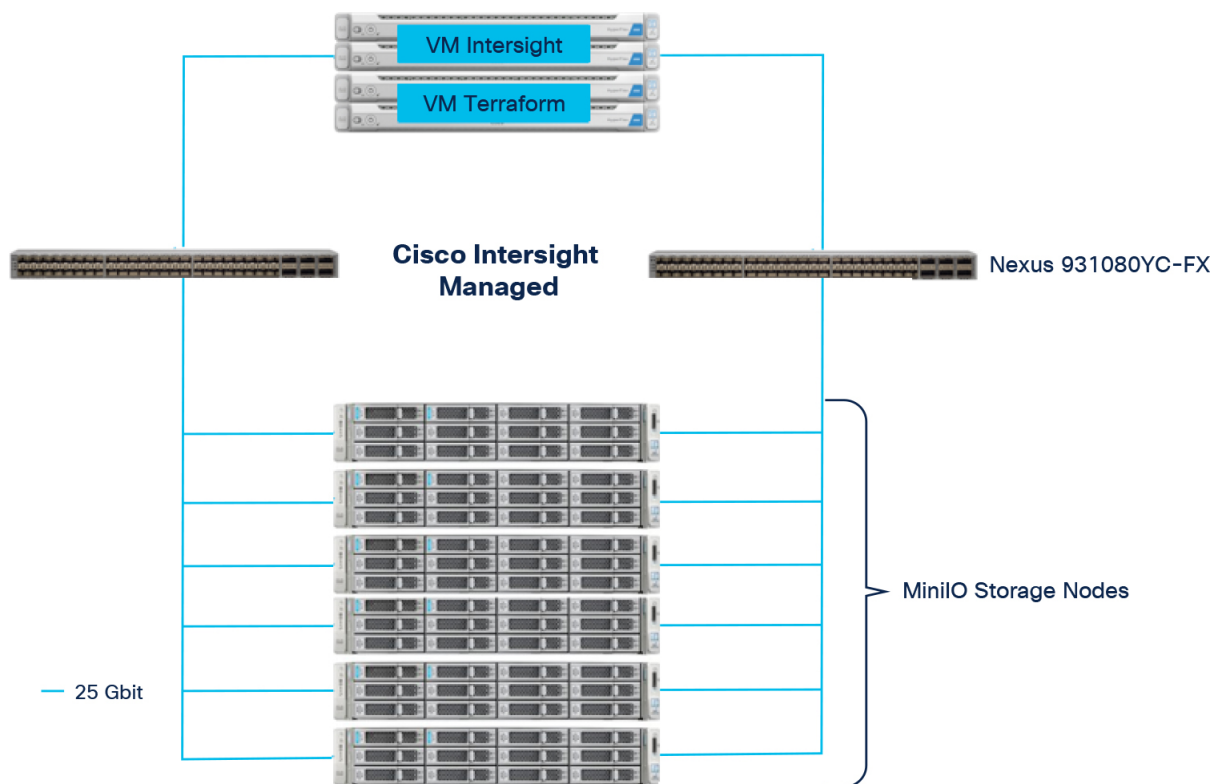 VM Intersight
VM Terraform
Cisco Intersight
Managed
Nexus 931080YC-FX
MiniIO Storage Nodes
25 Gbit